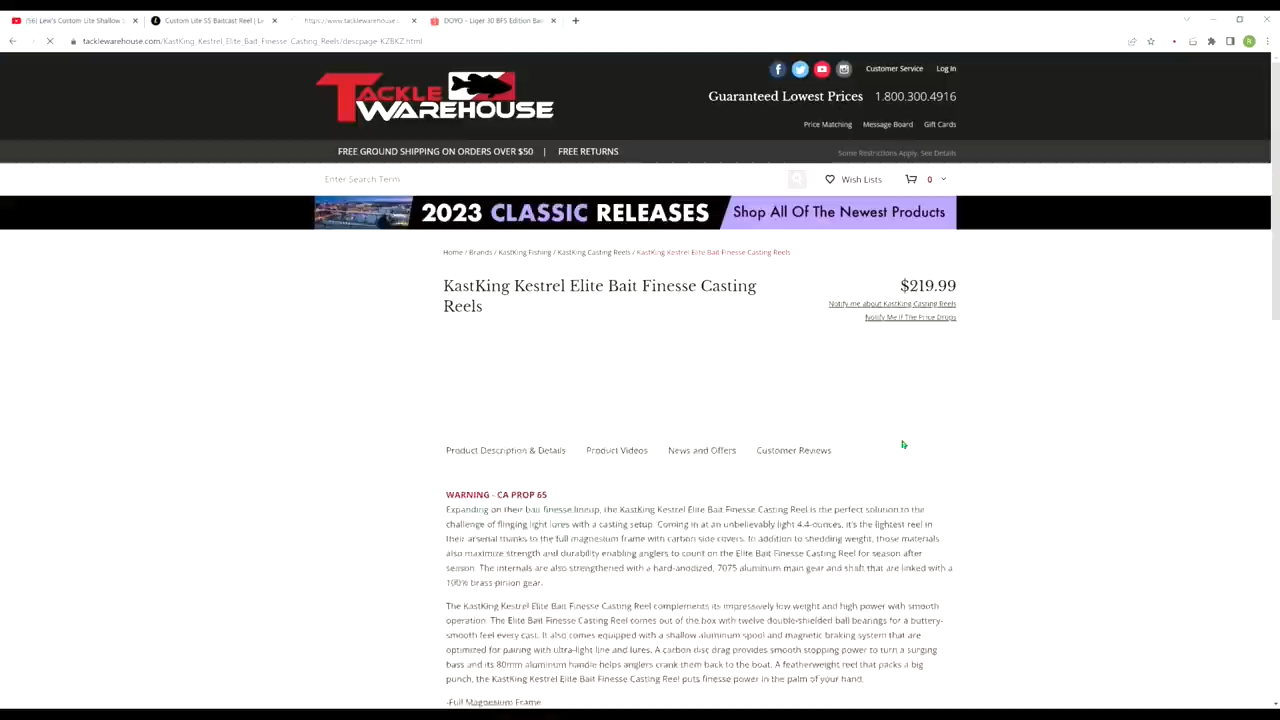 (56) Lew's Custom Lite Shallow S
Custom Lite SS Baitcast Reel | Le
https://www.tacklewarehouse.
DOYO - Liger 30 BFS Edition Bai
tacklewarehouse.com/KastKing_Kestrel_Elite_Bait_Finesse_Casting_Reels/descpage-KZBKZ.html
TACKLE WAREHOUSE
Customer Service Log In
Guaranteed Lowest Prices 1.800.300.4916
Price Matching Message Board Gift Cards
FREE GROUND SHIPPING ON ORDERS OVER $50 | FREE RETURNS
Some Restrictions Apply. See Details
Enter Search Term
Wish Lists 0
2023 CLASSIC RELEASES Shop All Of The Newest Products
Home / Brands / KastKing Fishing / KastKing Casting Reels / KastKing Kestrel Elite Bait Finesse Casting Reels
KastKing Kestrel Elite Bait Finesse Casting
Reels
$219.99
Notify me about KastKing Casting Reels
Notify Me If The Price Drops
Product Description & Details Product Videos News and Offers Customer Reviews
WARNING - CA PROP 65
Expanding on their bait finesse lineup, the KastKing Kestrel Elite Bait Finesse Casting Reel is the perfect solution to the
challenge of flinging light lures with a casting setup. Coming in at an unbelievably light 4.4-ounces, it's the lightest reel in
their arsenal thanks to the full magnesium frame with carbon side covers. In addition to shedding weight, those materials
also maximize strength and durability enabling anglers to count on the Elite Bait Finesse Casting Reel for season after
season. The internals are also strengthened with a hard-anodized, 7075 aluminum main gear and shaft that are linked with a
100% brass pinion gear.
The KastKing Kestrel Elite Bait Finesse Casting Reel complements its impressively low weight and high power with smooth
operation. The Elite Bait Finesse Casting Reel comes out of the box with twelve double-shielded ball bearings for a buttery-
smooth feel every cast. It also comes equipped with a shallow aluminum spool and magnetic braking system that are
optimized for pairing with ultra-light line and lures. A carbon disc drag provides smooth stopping power to turn a surging
bass and its 80mm aluminum handle helps anglers crank them back to the boat. A featherweight reel that packs a big
punch, the KastKing Kestrel Elite Bait Finesse Casting Reel puts finesse power in the palm of your hand.
-Full Magnesium Frame